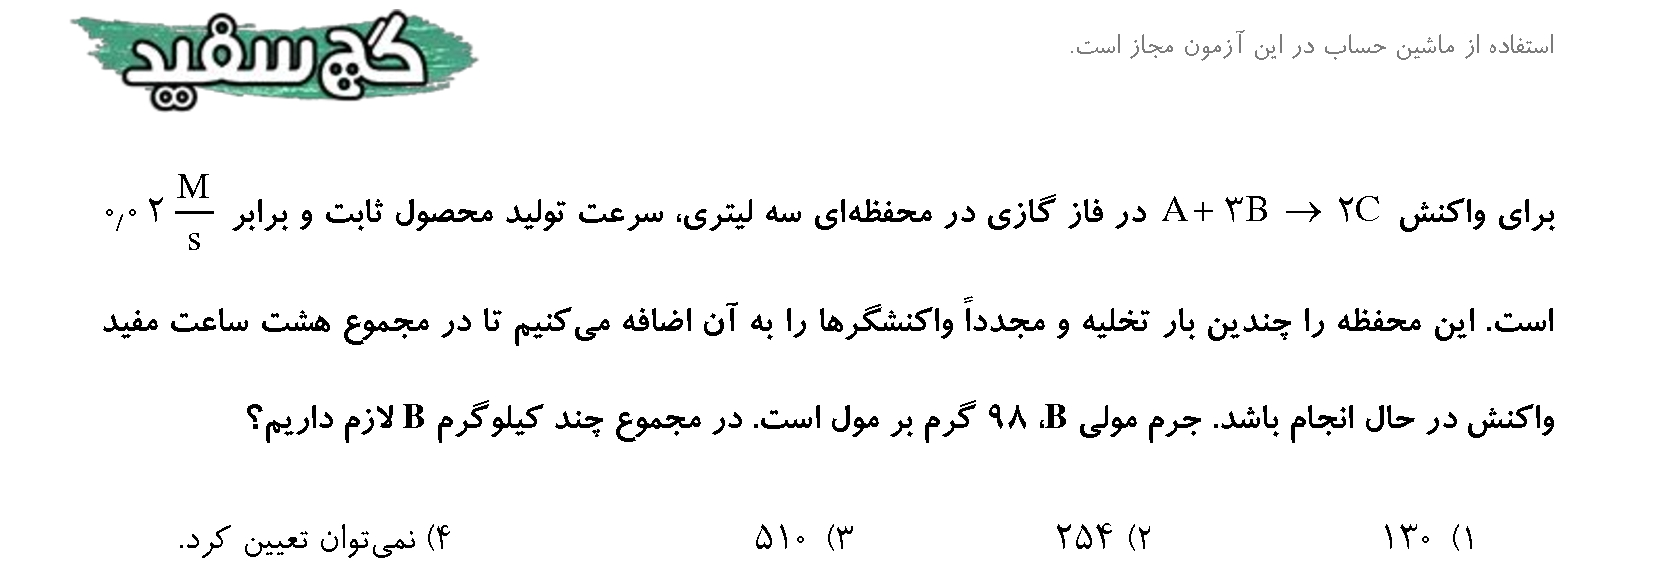 گچ سفید
استفاده از ماشین حساب در این آزمون مجاز است.
برای واکنش A + ۳B → ۲C در فاز گازی در محفظه‌ای سه لیتری، سرعت تولید محصول ثابت و برابر ۰٫۰۲ M/s
است. این محفظه را چندین بار تخلیه و مجدداً واکنشگرها را به آن اضافه می‌کنیم تا در مجموع هشت ساعت مفید
واکنش در حال انجام باشد. جرم مولی B، ۹۸ گرم بر مول است. در مجموع چند کیلوگرم B لازم داریم؟
۱) ۱۳۰ ۲) ۲۵۴ ۳) ۵۱۰ ۴) نمی‌توان تعیین کرد.